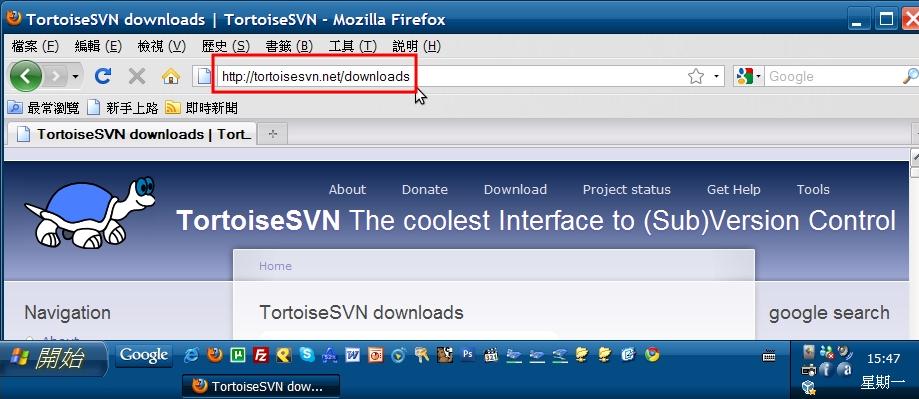 TortoiseSVN downloads | TortoiseSVN - Mozilla Firefox
檔案 (F) 編輯 (E) 檢視 (V) 歷史 (S) 書籤 (B) 工具 (T) 說明 (H)
http://tortoisesvn.net/downloads Google
最常瀏覽 新手上路 即時新聞
TortoiseSVN downloads | Tort...
About Donate Download Project status Get Help Tools
TortoiseSVN The coolest Interface to (Sub)Version Control
Home
Navigation TortoiseSVN downloads google search
About
開始 Google 15:47
TortoiseSVN dow... 星期一